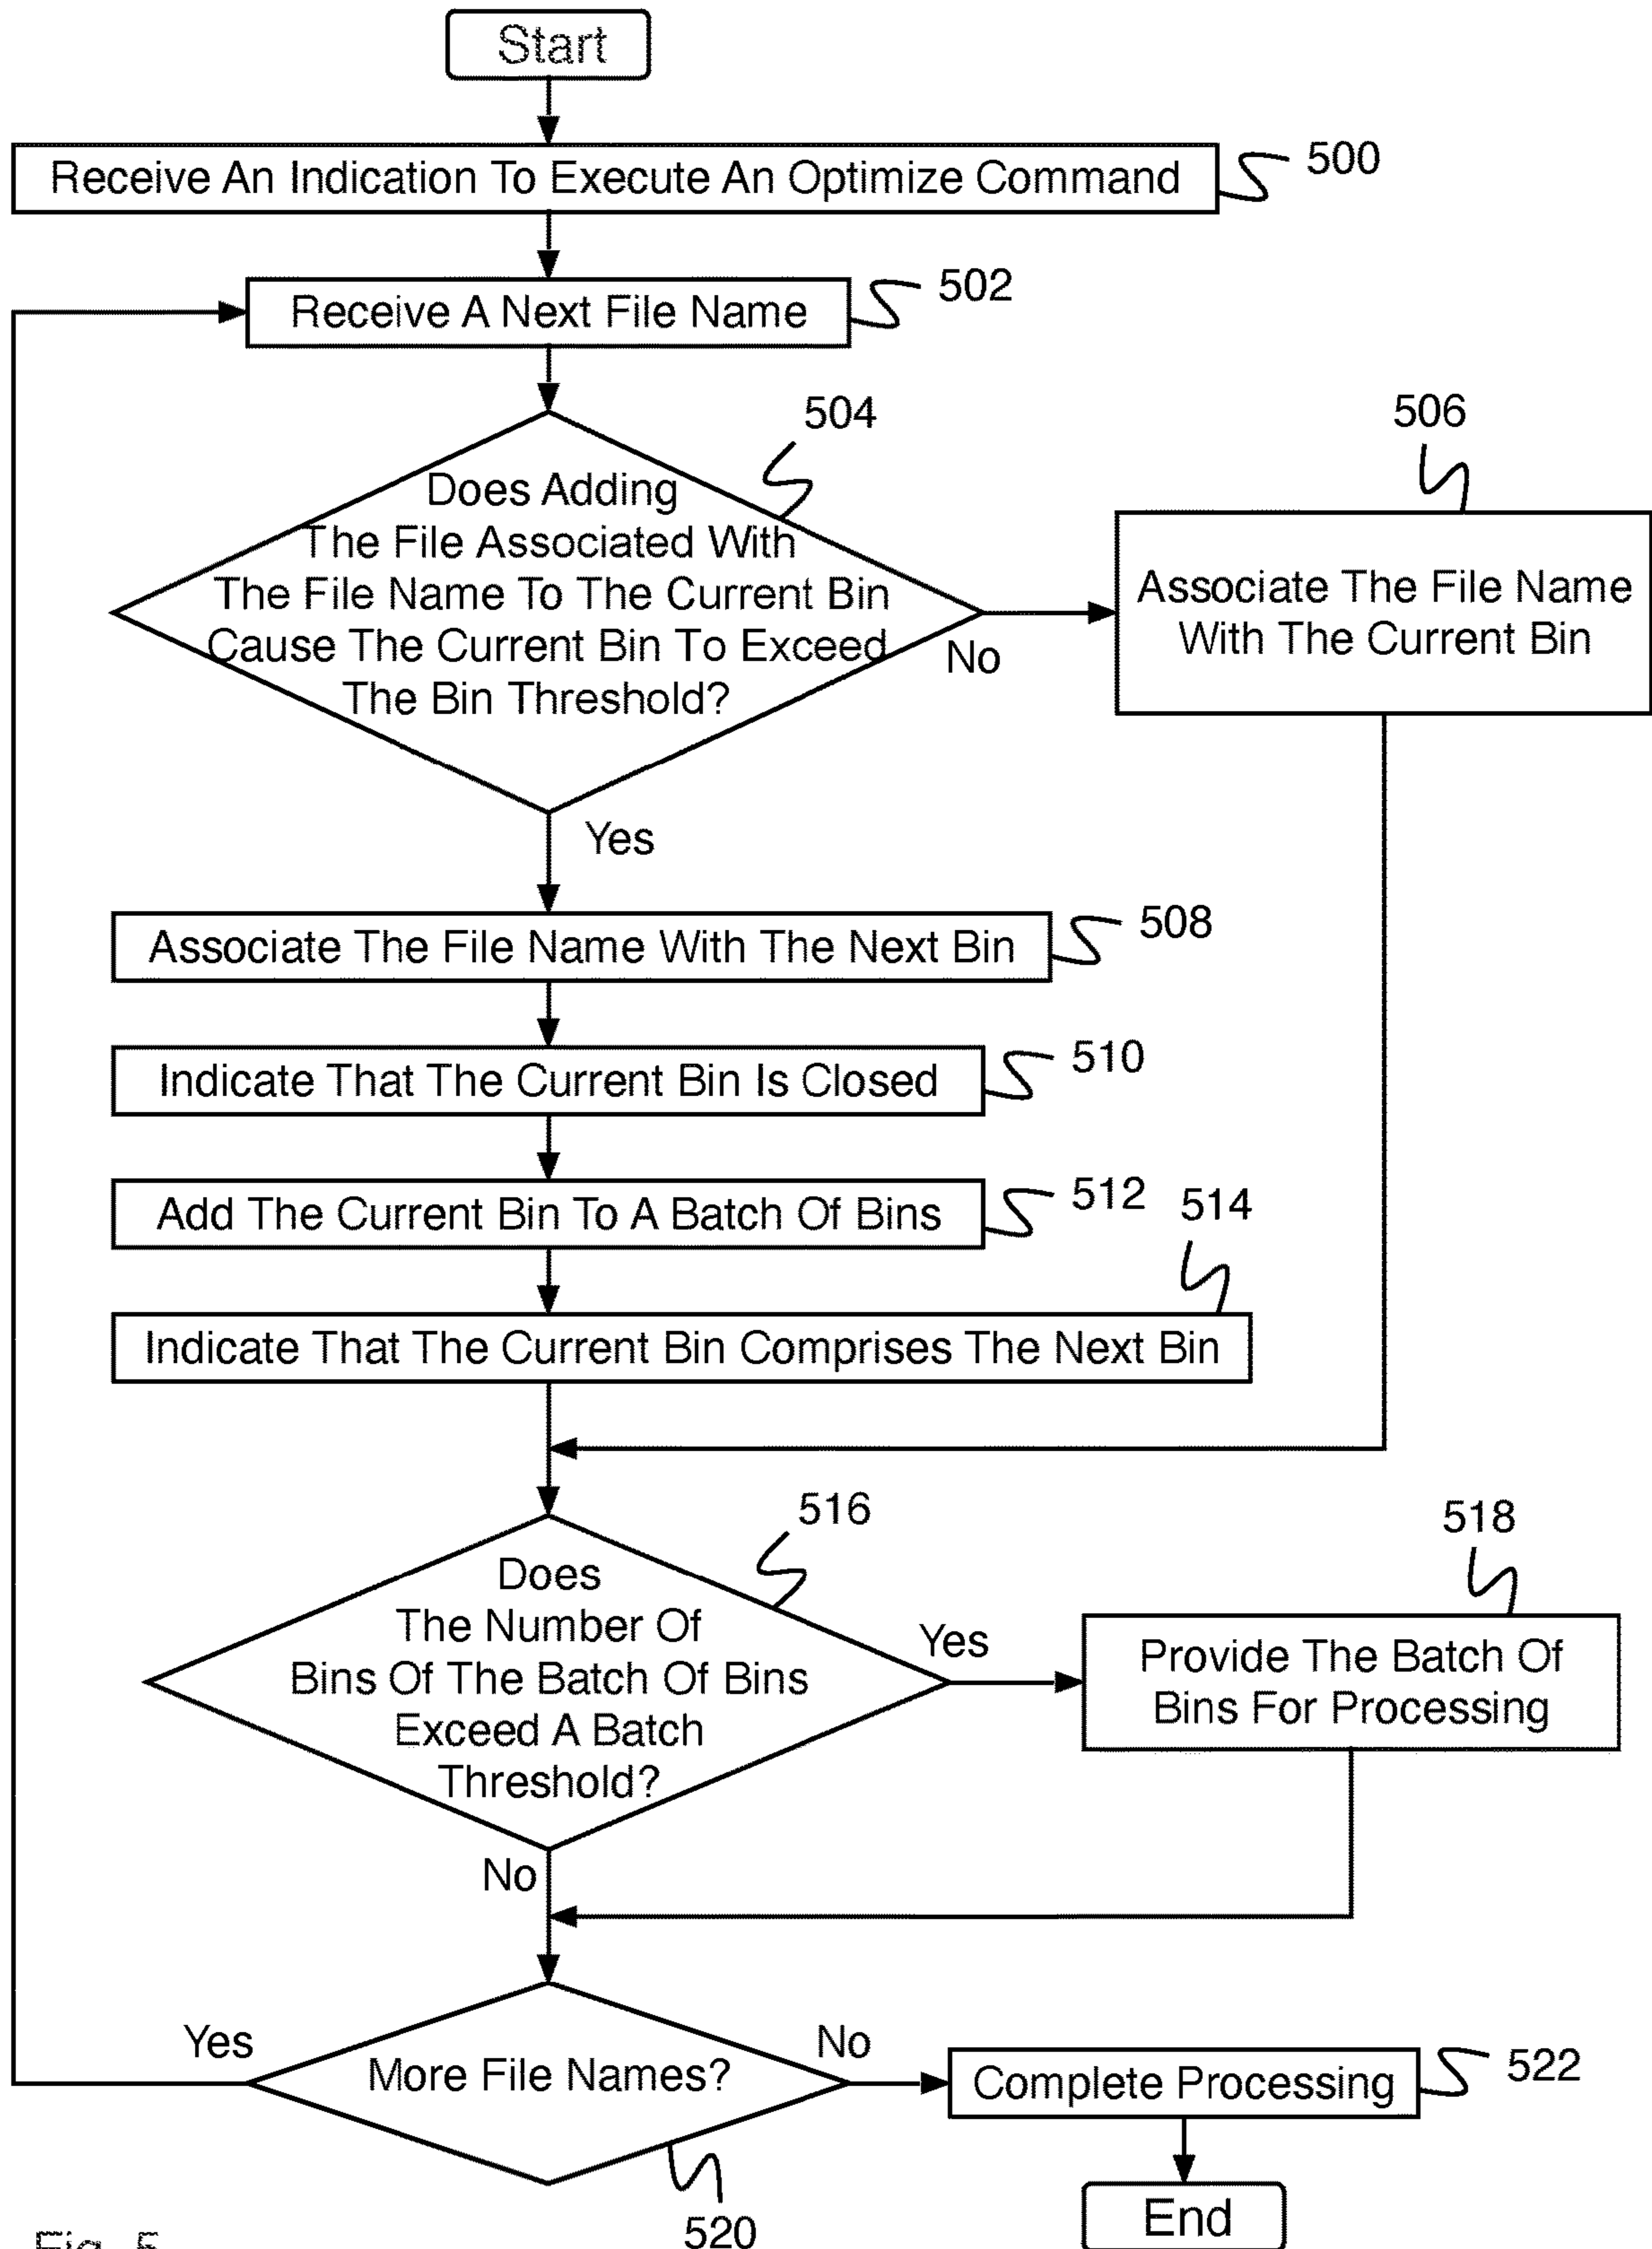 Start
Receive An Indication To Execute An Optimize Command
500
Receive A Next File Name
502
504
Does Adding
The File Associated With
The File Name To The Current Bin
Cause The Current Bin To Exceed
The Bin Threshold?
No
506
Associate The File Name
With The Current Bin
Yes
Associate The File Name With The Next Bin
508
Indicate That The Current Bin Is Closed
510
Add The Current Bin To A Batch Of Bins
512
514
Indicate That The Current Bin Comprises The Next Bin
516
Does
The Number Of
Bins Of The Batch Of Bins
Exceed A Batch
Threshold?
Yes
518
Provide The Batch Of
Bins For Processing
No
Yes
More File Names?
No
520
Complete Processing
522
End
Fig. 5